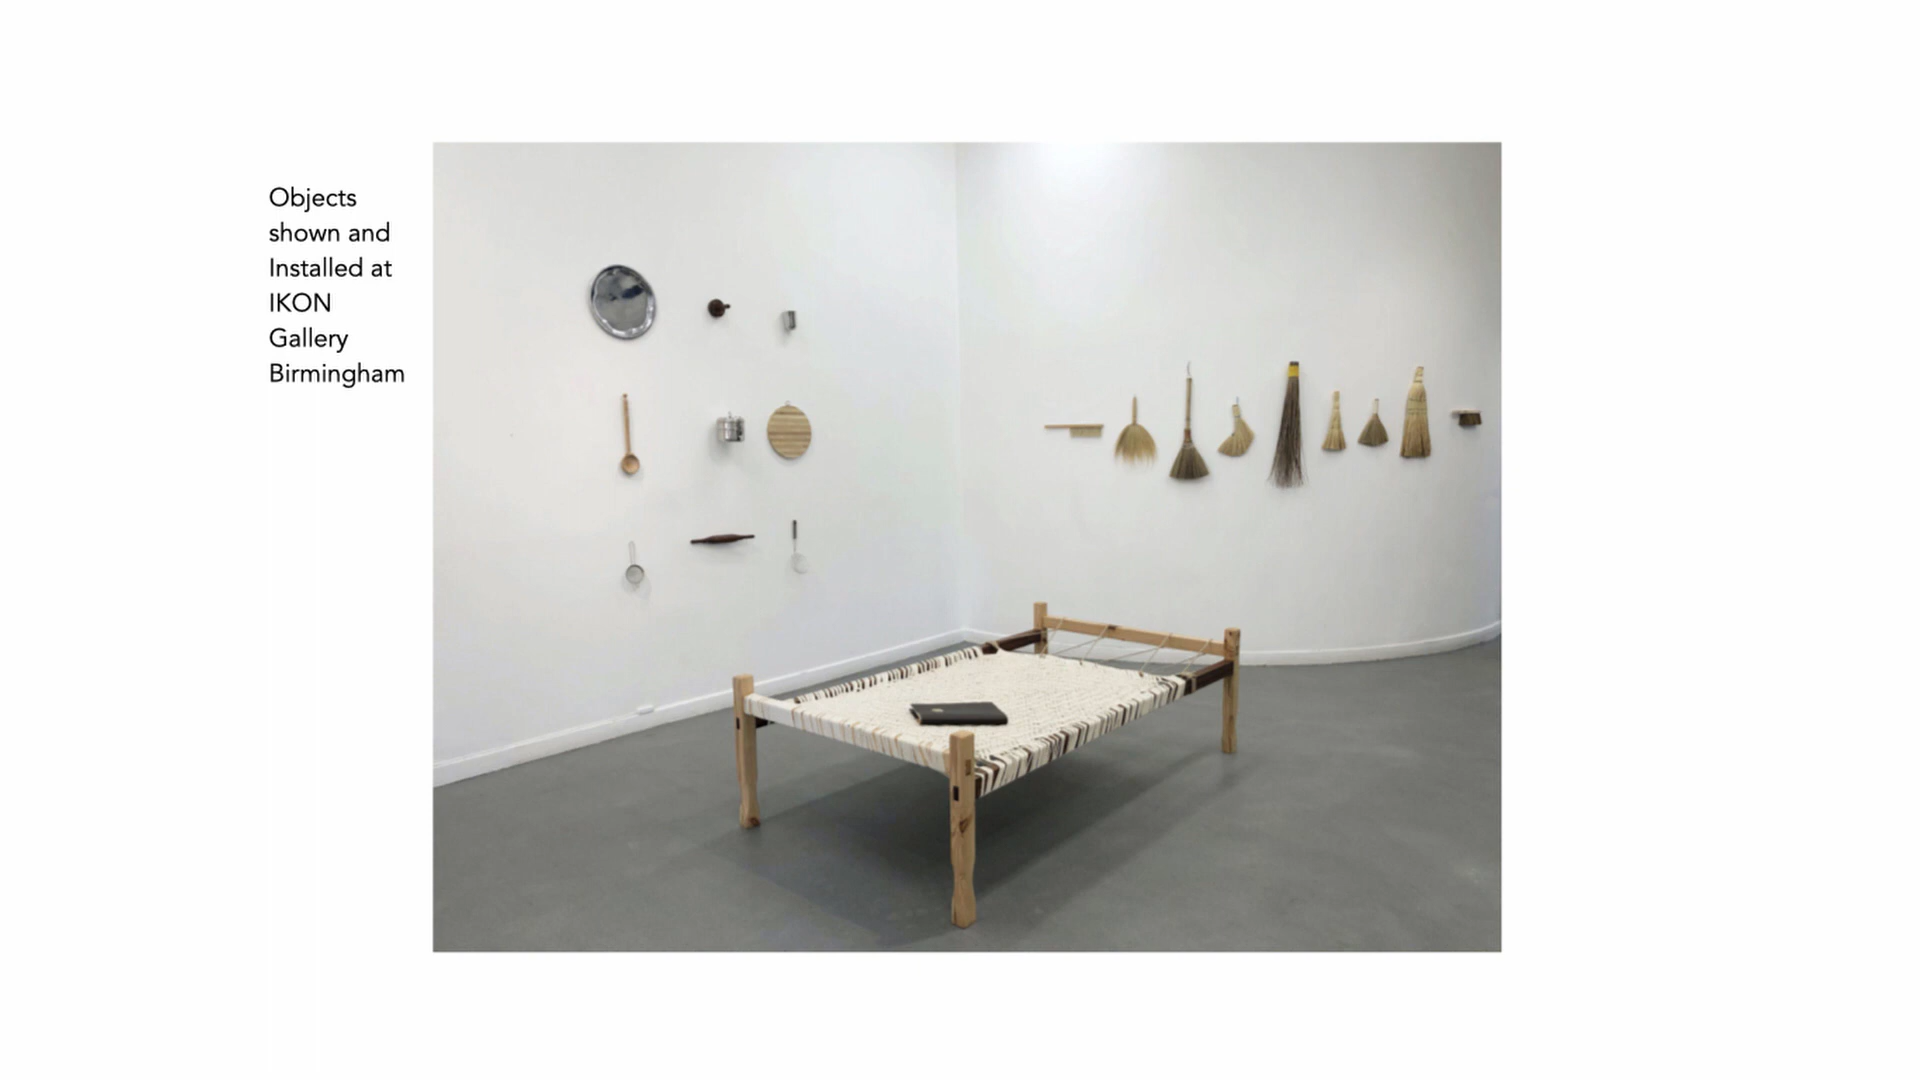 Objects
shown and
Installed at
IKON
Gallery
Birmingham